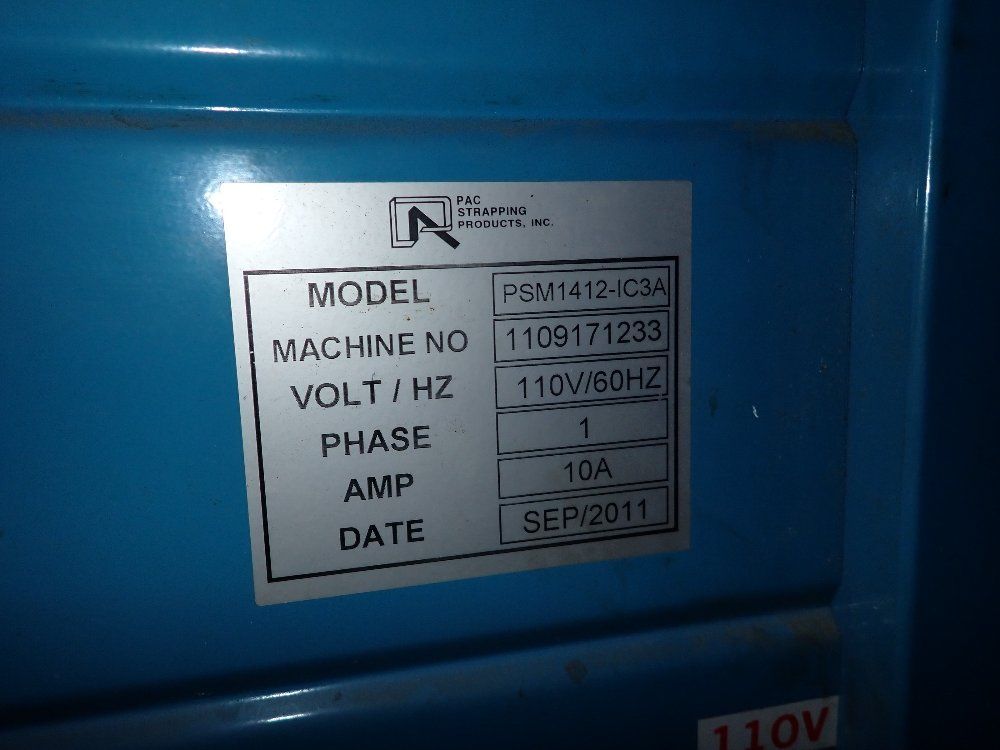 PAC
STRAPPING
PRODUCTS, INC.
MODEL PSM1412-IC3A
MACHINE NO 1109171233
VOLT / HZ 110V/60HZ
PHASE 1
AMP 10A
DATE SEP/2011
110V